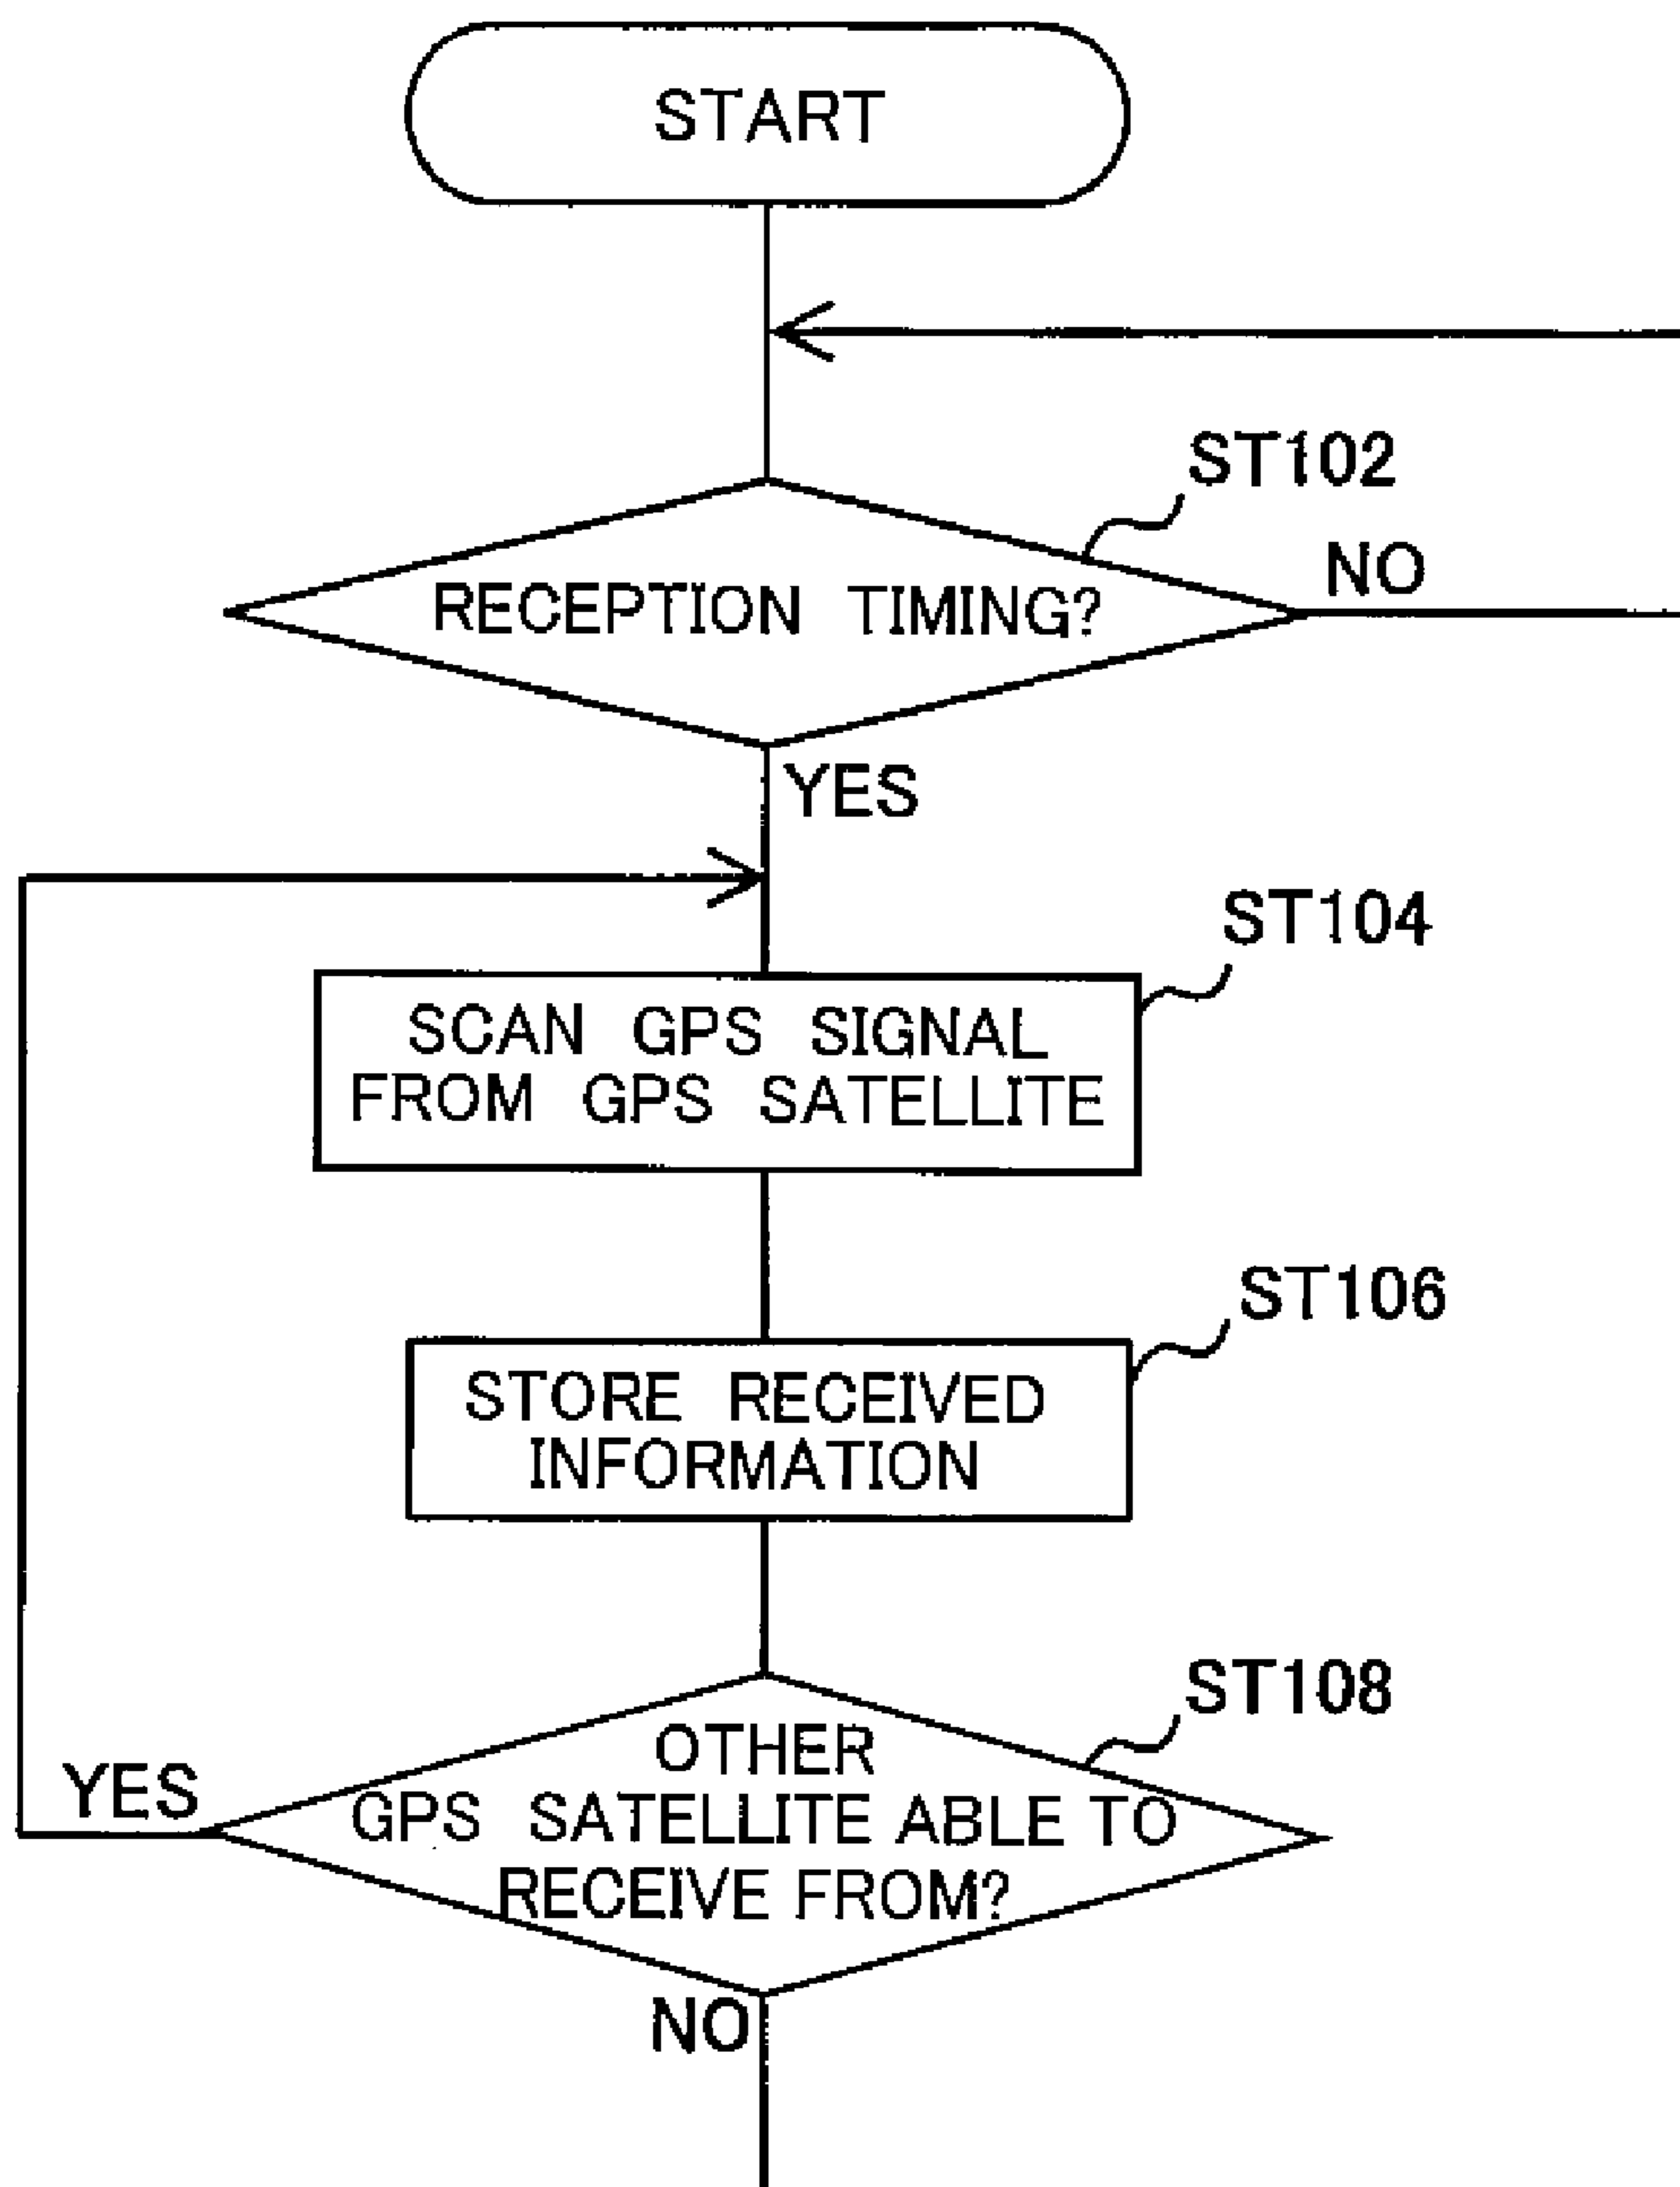 START
ST102
RECEPTION TIMING?
NO
YES
ST104
SCAN GPS SIGNAL
FROM GPS SATELLITE
ST106
STORE RECEIVED
INFORMATION
ST108
OTHER
YES
GPS SATELLITE ABLE TO
RECEIVE FROM?
NO